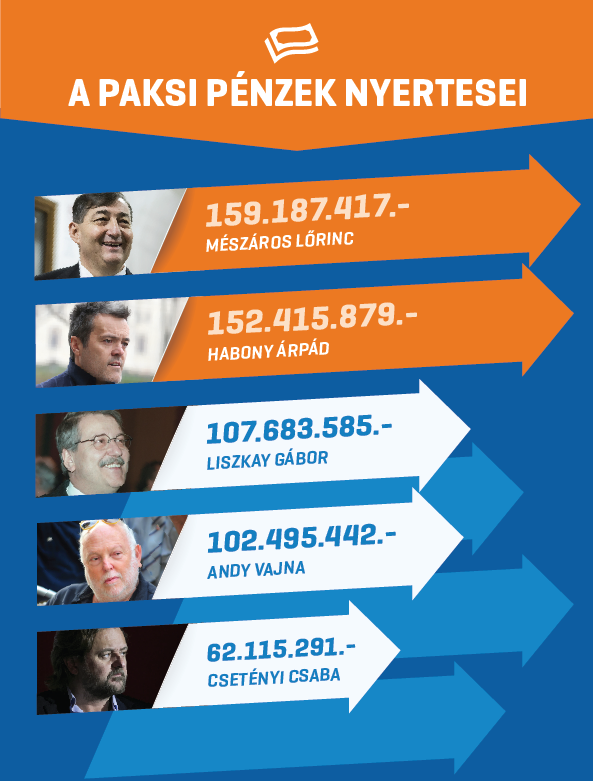 A PAKSI PÉNZEK NYERTESEI
159.187.417.-
MÉSZÁROS LŐRINC
152.415.879.-
HABONY ÁRPÁD
107.683.585.-
LISZKAY GÁBOR
102.495.442.-
ANDY VAJNA
62.115.291.-
CSETÉNYI CSABA